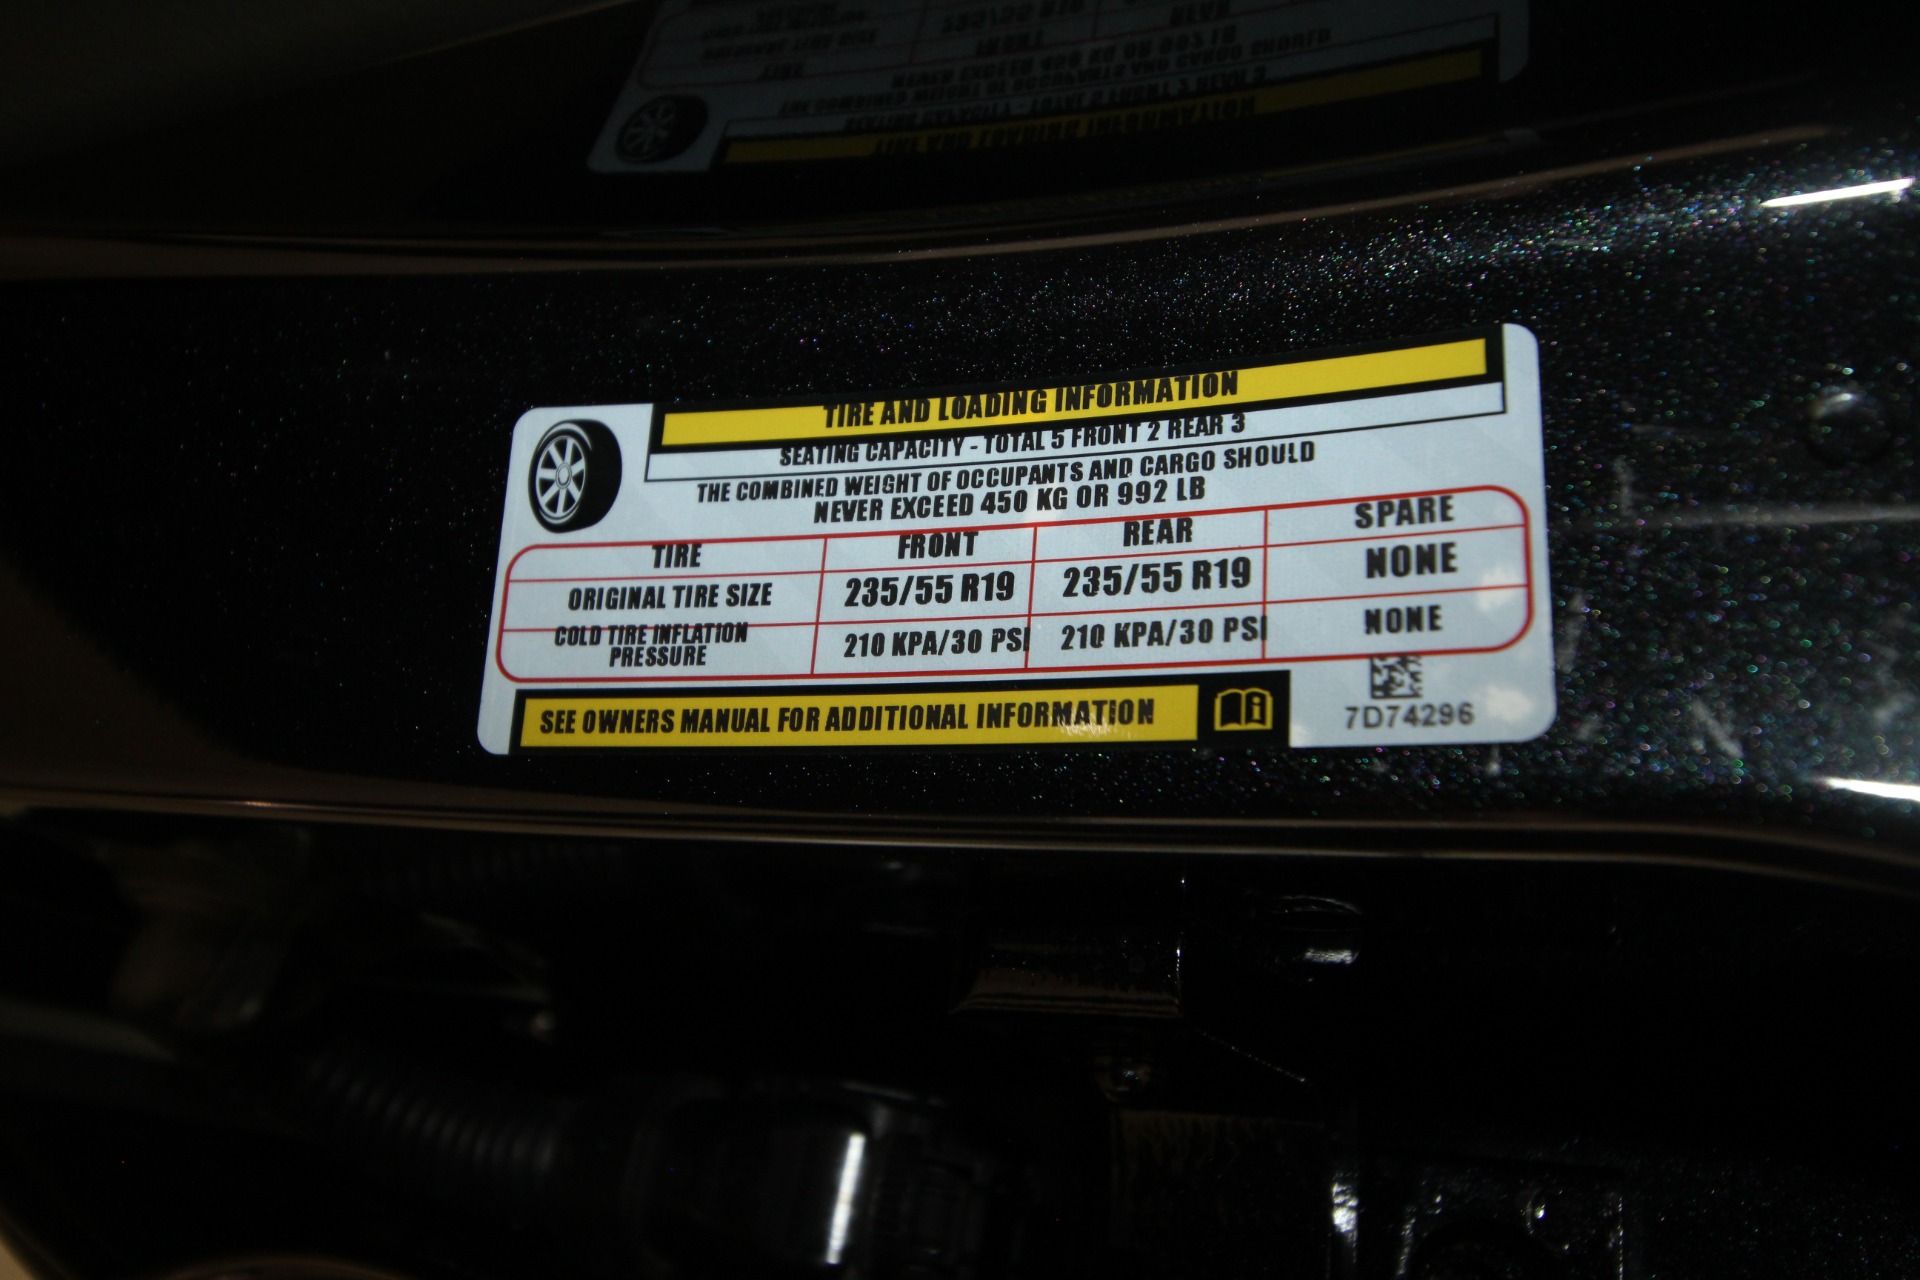 TIRE AND LOADING INFORMATION
SEATING CAPACITY - TOTAL 5 FRONT 2 REAR 3
THE COMBINED WEIGHT OF OCCUPANTS AND CARGO SHOULD
NEVER EXCEED 450 KG OR 992 LB
TIRE FRONT REAR SPARE
ORIGINAL TIRE SIZE 235/55 R19 235/55 R19 NONE
COLD TIRE INFLATION
PRESSURE 210 KPA/30 PSI 210 KPA/30 PSI NONE
SEE OWNERS MANUAL FOR ADDITIONAL INFORMATION
7D74296